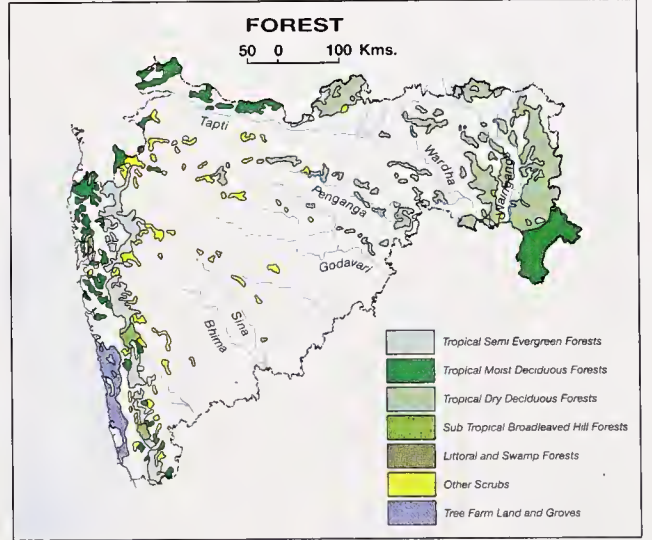 FOREST
50 0 100 Kms.
Tapti
Wardha
Wainganga
Penganga
Godavari
Sina
Bhima
Tropical Semi Evergreen Forests
Tropical Moist Deciduous Forests
Tropical Dry Deciduous Forests
Sub Tropical Broadleaved Hill Forests
Littoral and Swamp Forests
Other Scrubs
Tree Farm Land and Groves